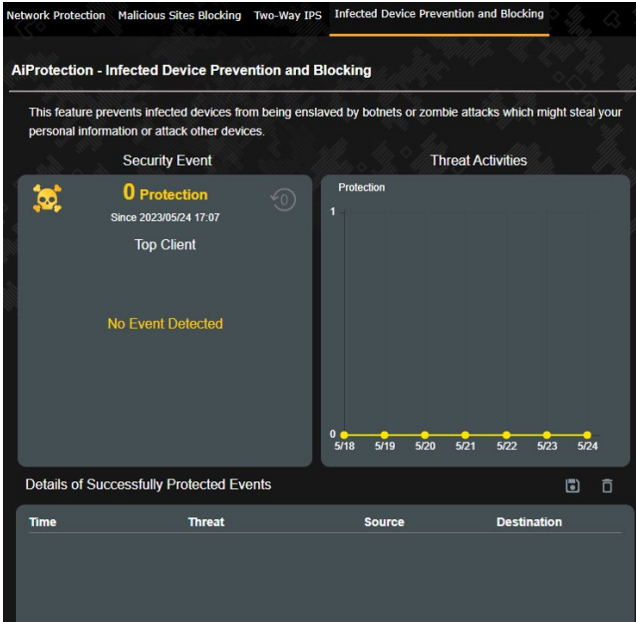 Network Protection Malicious Sites Blocking Two-Way IPS Infected Device Prevention and Blocking
AiProtection - Infected Device Prevention and Blocking
This feature prevents infected devices from being enslaved by botnets or zombie attacks which might steal your
personal information or attack other devices.
Security Event
0 Protection
0
Since 2023/05/24 17:07
Top Client
No Event Detected
Threat Activities
Protection
1
0
5/18 5/19 5/20 5/21 5/22 5/23 5/24
Details of Successfully Protected Events
Time Threat Source Destination